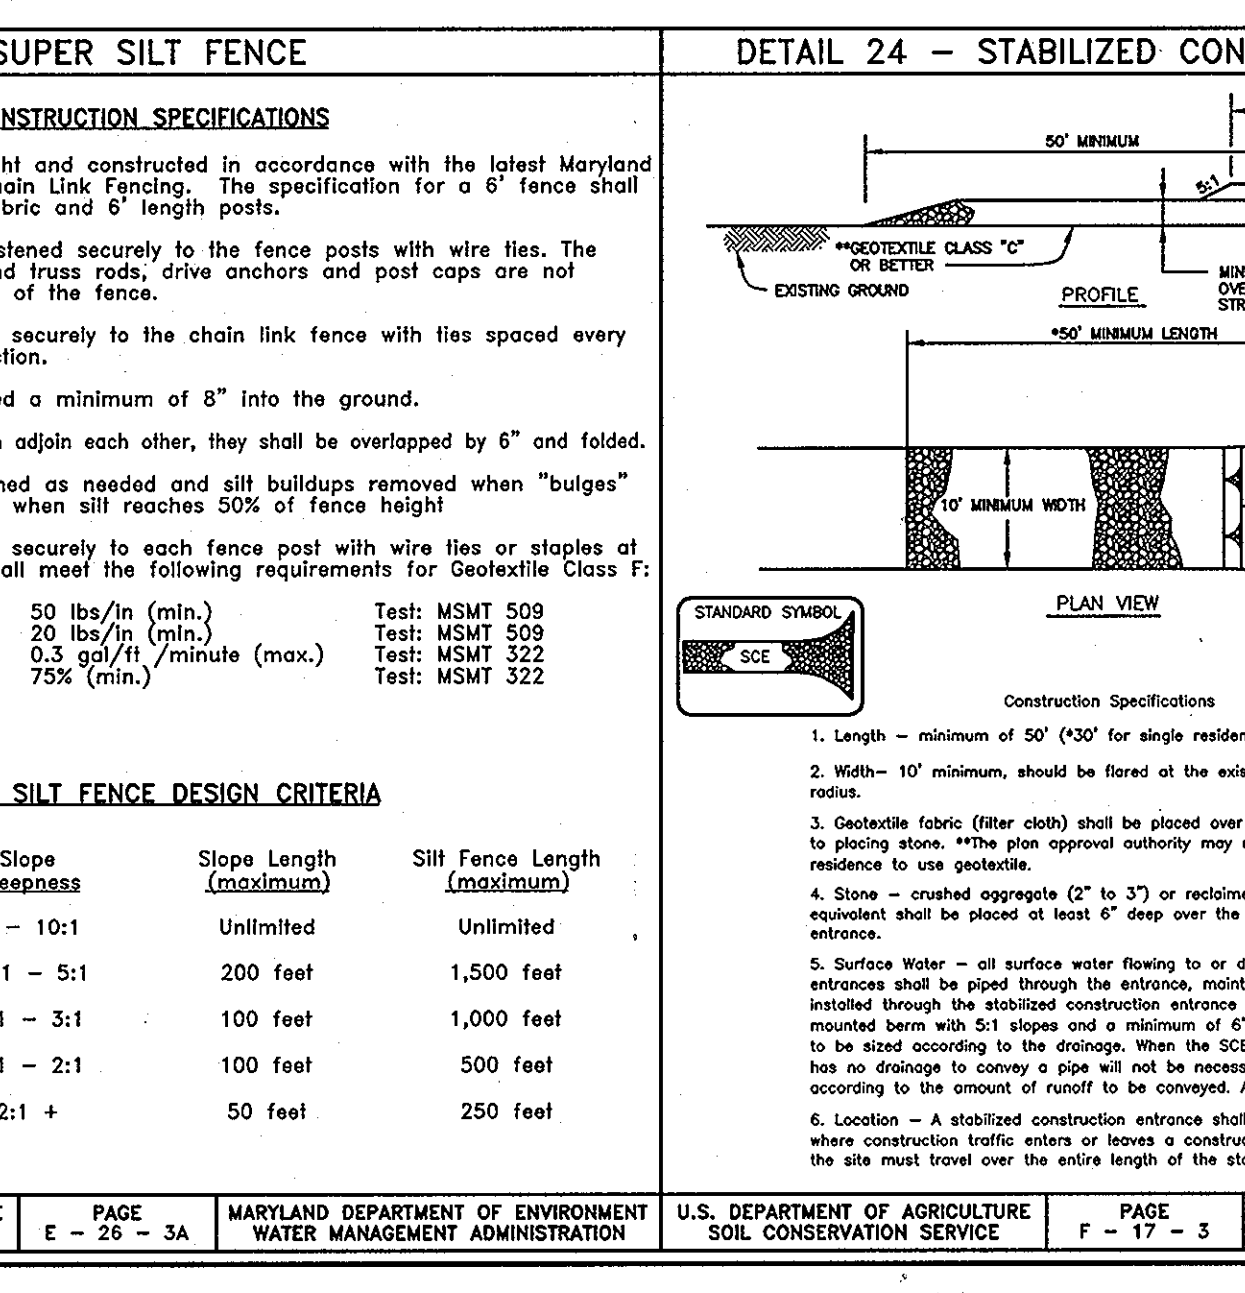 SUPER SILT FENCE
CONSTRUCTION SPECIFICATIONS
ht and constructed in accordance with the latest Maryland
ain Link Fencing. The specification for a 6' fence shall
bric and 6' length posts.
stened securely to the fence posts with wire ties. The
d truss rods, drive anchors and post caps are not
of the fence.
securely to the chain link fence with ties spaced every
tion.
ed a minimum of 8" into the ground.
adjoin each other, they shall be overlapped by 6" and folded.
ned as needed and silt buildups removed when "bulges"
when silt reaches 50% of fence height
securely to each fence post with wire ties or staples at
all meet the following requirements for Geotextile Class F:
50 lbs/in (min.) Test: MSMT 509
20 lbs/in (min.) Test: MSMT 509
0.3 gal/ft /minute (max.) Test: MSMT 322
75% (min.) Test: MSMT 322
SILT FENCE DESIGN CRITERIA
Slope Slope Length Silt Fence Length
eepness (maximum) (maximum)
- 10:1 Unlimited Unlimited
1 - 5:1 200 feet 1,500 feet
1 - 3:1 100 feet 1,000 feet
1 - 2:1 100 feet 500 feet
2:1 + 50 feet 250 feet
PAGE
E - 26 - 3A
MARYLAND DEPARTMENT OF ENVIRONMENT
WATER MANAGEMENT ADMINISTRATION
DETAIL 24 - STABILIZED CON
50' MINIMUM
5:1
**GEOTEXTILE CLASS "C"
OR BETTER
EXISTING GROUND
PROFILE
MIN
OVE
STR
*50' MINIMUM LENGTH
10' MINIMUM WIDTH
PLAN VIEW
STANDARD SYMBOL
SCE
Construction Specifications
1. Length - minimum of 50' (*30' for single residen
2. Width- 10' minimum, should be flared at the exis
radius.
3. Geotextile fabric (filter cloth) shall be placed over
to placing stone. **The plan approval authority may
residence to use geotextile.
4. Stone - crushed aggregate (2" to 3") or reclaime
equivalent shall be placed at least 6" deep over the
entrance.
5. Surface Water - all surface water flowing to or d
entrances shall be piped through the entrance, maint
installed through the stabilized construction entrance
mounted berm with 5:1 slopes and a minimum of 6"
to be sized according to the drainage. When the SCE
has no drainage to convey a pipe will not be necess
according to the amount of runoff to be conveyed. A
6. Location - A stabilized construction entrance shall
where construction traffic enters or leaves a construc
the site must travel over the entire length of the sta
U.S. DEPARTMENT OF AGRICULTURE
SOIL CONSERVATION SERVICE
PAGE
F - 17 - 3